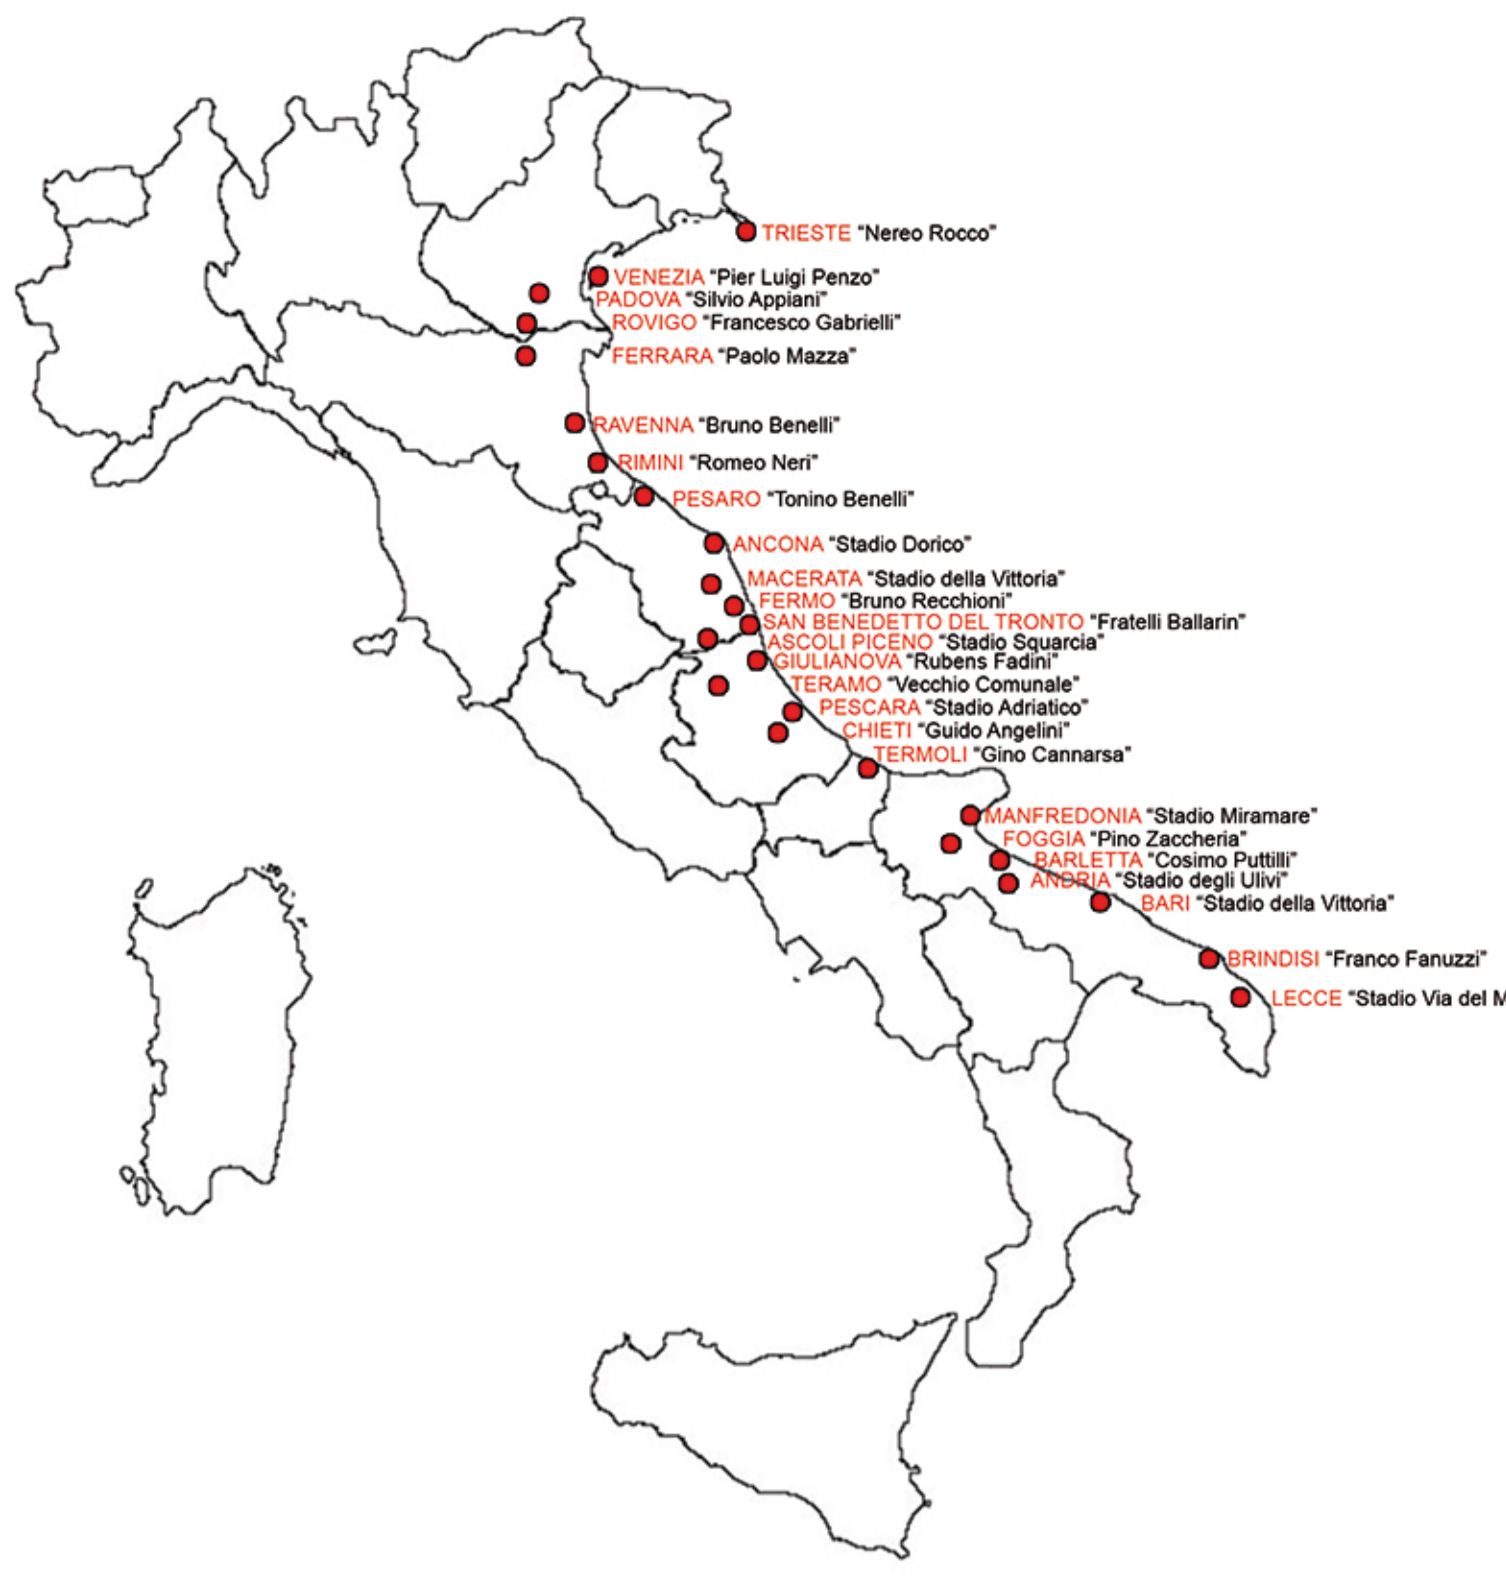 TRIESTE “Nereo Rocco”
VENEZIA “Pier Luigi Penzo”
PADOVA “Silvio Appiani”
ROVIGO “Francesco Gabrielli”
FERRARA “Paolo Mazza”
RAVENNA “Bruno Benelli”
RIMINI “Romeo Neri”
PESARO “Tonino Benelli”
ANCONA “Stadio Dorico”
MACERATA “Stadio della Vittoria”
FERMO “Bruno Recchioni”
SAN BENEDETTO DEL TRONTO “Fratelli Ballarin”
ASCOLI PICENO “Stadio Squarcia”
GIULIANOVA “Rubens Fadini”
TERAMO “Vecchio Comunale”
PESCARA “Stadio Adriatico”
CHIETI “Guido Angelini”
TERMOLI “Gino Cannarsa”
MANFREDONIA “Stadio Miramare”
FOGGIA “Pino Zaccheria”
BARLETTA “Cosimo Puttilli”
ANDRIA “Stadio degli Ulivi”
BARI “Stadio della Vittoria”
BRINDISI “Franco Fanuzzi”
LECCE “Stadio Via del M